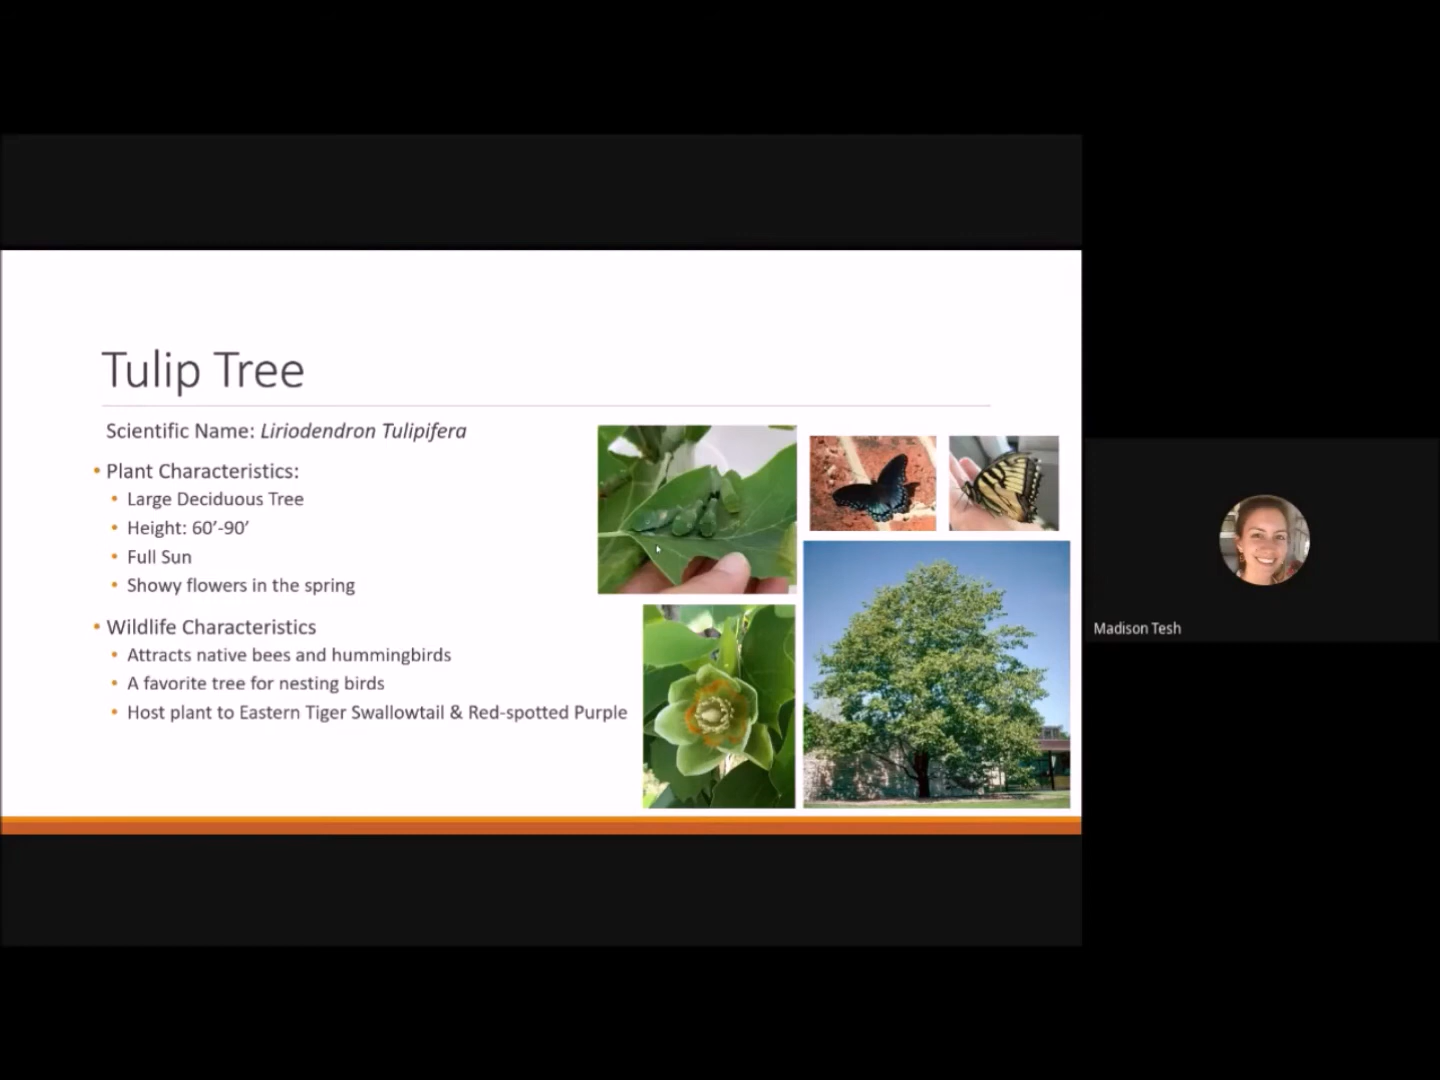 Tulip Tree
Scientific Name: Liriodendron Tulipifera
• Plant Characteristics:
• Large Deciduous Tree
• Height: 60’-90’
• Full Sun
• Showy flowers in the spring
• Wildlife Characteristics
• Attracts native bees and hummingbirds
• A favorite tree for nesting birds
• Host plant to Eastern Tiger Swallowtail & Red-spotted Purple
Madison Tesh